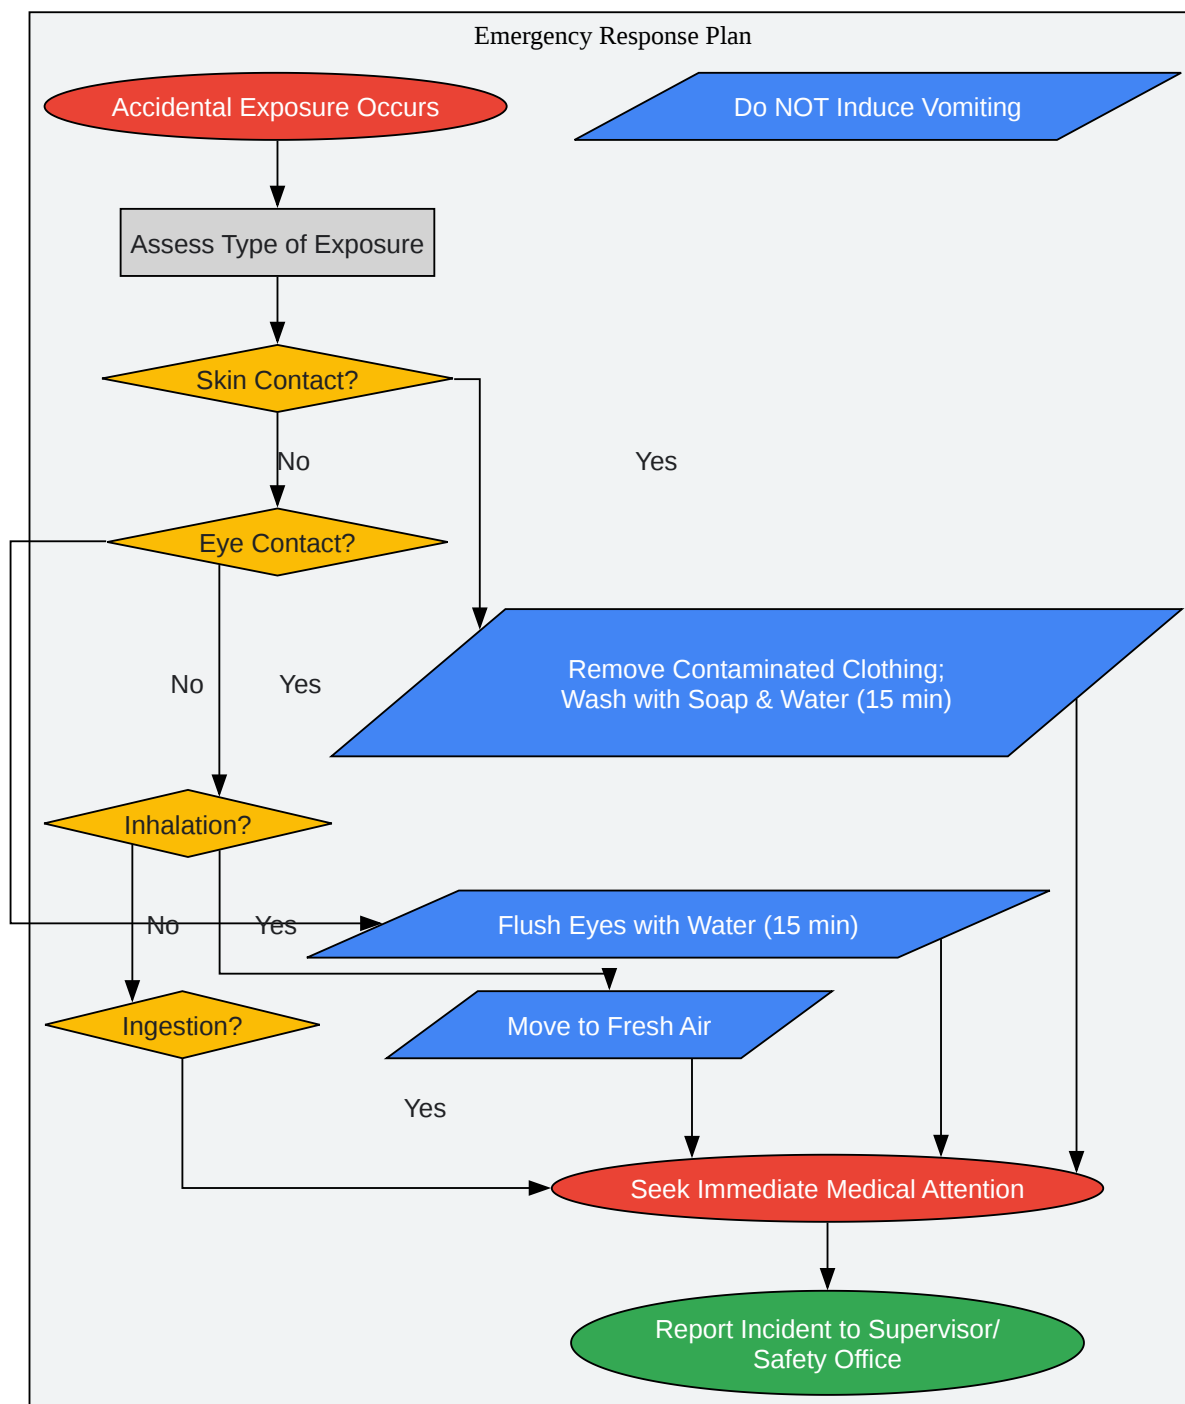 Emergency Response Plan
Accidental Exposure Occurs
Do NOT Induce Vomiting
Assess Type of Exposure
Skin Contact?
No
Yes
Eye Contact?
No
Yes
Remove Contaminated Clothing;
Wash with Soap & Water (15 min)
Inhalation?
No
Yes
Flush Eyes with Water (15 min)
Ingestion?
Move to Fresh Air
Yes
Seek Immediate Medical Attention
Report Incident to Supervisor/
Safety Office